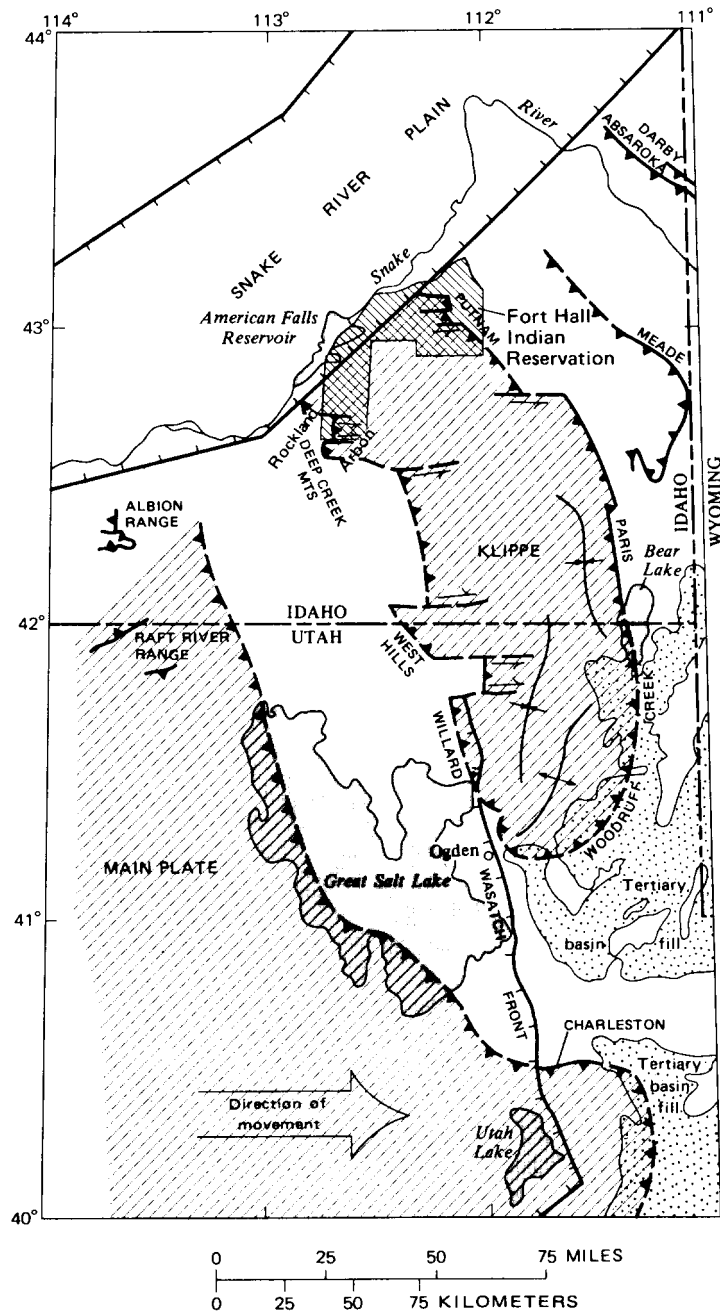 114° 113° 112° 111°
44°
PLAIN
RIVER
SNAKE
River
DARBY
ABSAROKA
Snake
American Falls
Reservoir
43°
PUTNAM
Fort Hall
Indian
Reservation
MEADE
Rockland
DEEP CREEK
MTS
Arbon
IDAHO
WYOMING
ALBION
RANGE
KLIPPE
PARIS
Bear
Lake
42°
IDAHO
UTAH
RAFT RIVER
RANGE
WEST
HILLS
CREEK
WILLARD
WOODRUFF
MAIN PLATE
Ogden
Great Salt Lake
WASATCH
Tertiary
basin fill
41°
FRONT
CHARLESTON
Tertiary
basin
fill
Direction of
movement
Utah
Lake
40°
0 25 50 75 MILES
0 25 50 75 KILOMETERS